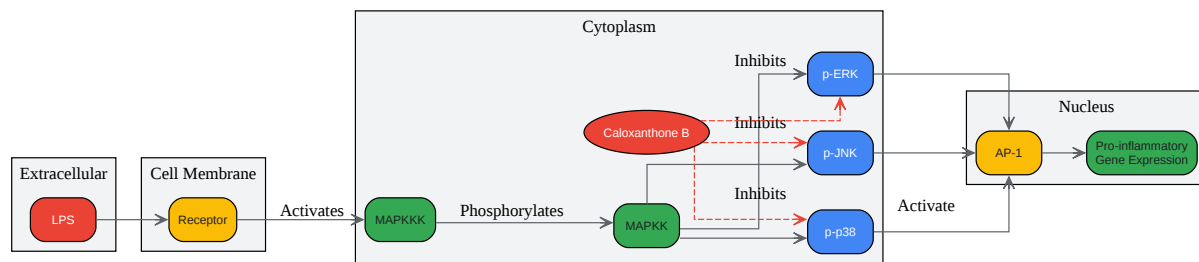 Cytoplasm
Inhibits
p-ERK
Nucleus
Caloxanthone B
Inhibits
p-JNK
AP-1
Pro-inflammatory
Gene Expression
Extracellular
Cell Membrane
LPS
Receptor
Activates
MAPKKK
Phosphorylates
MAPKK
Inhibits
p-p38
Activate